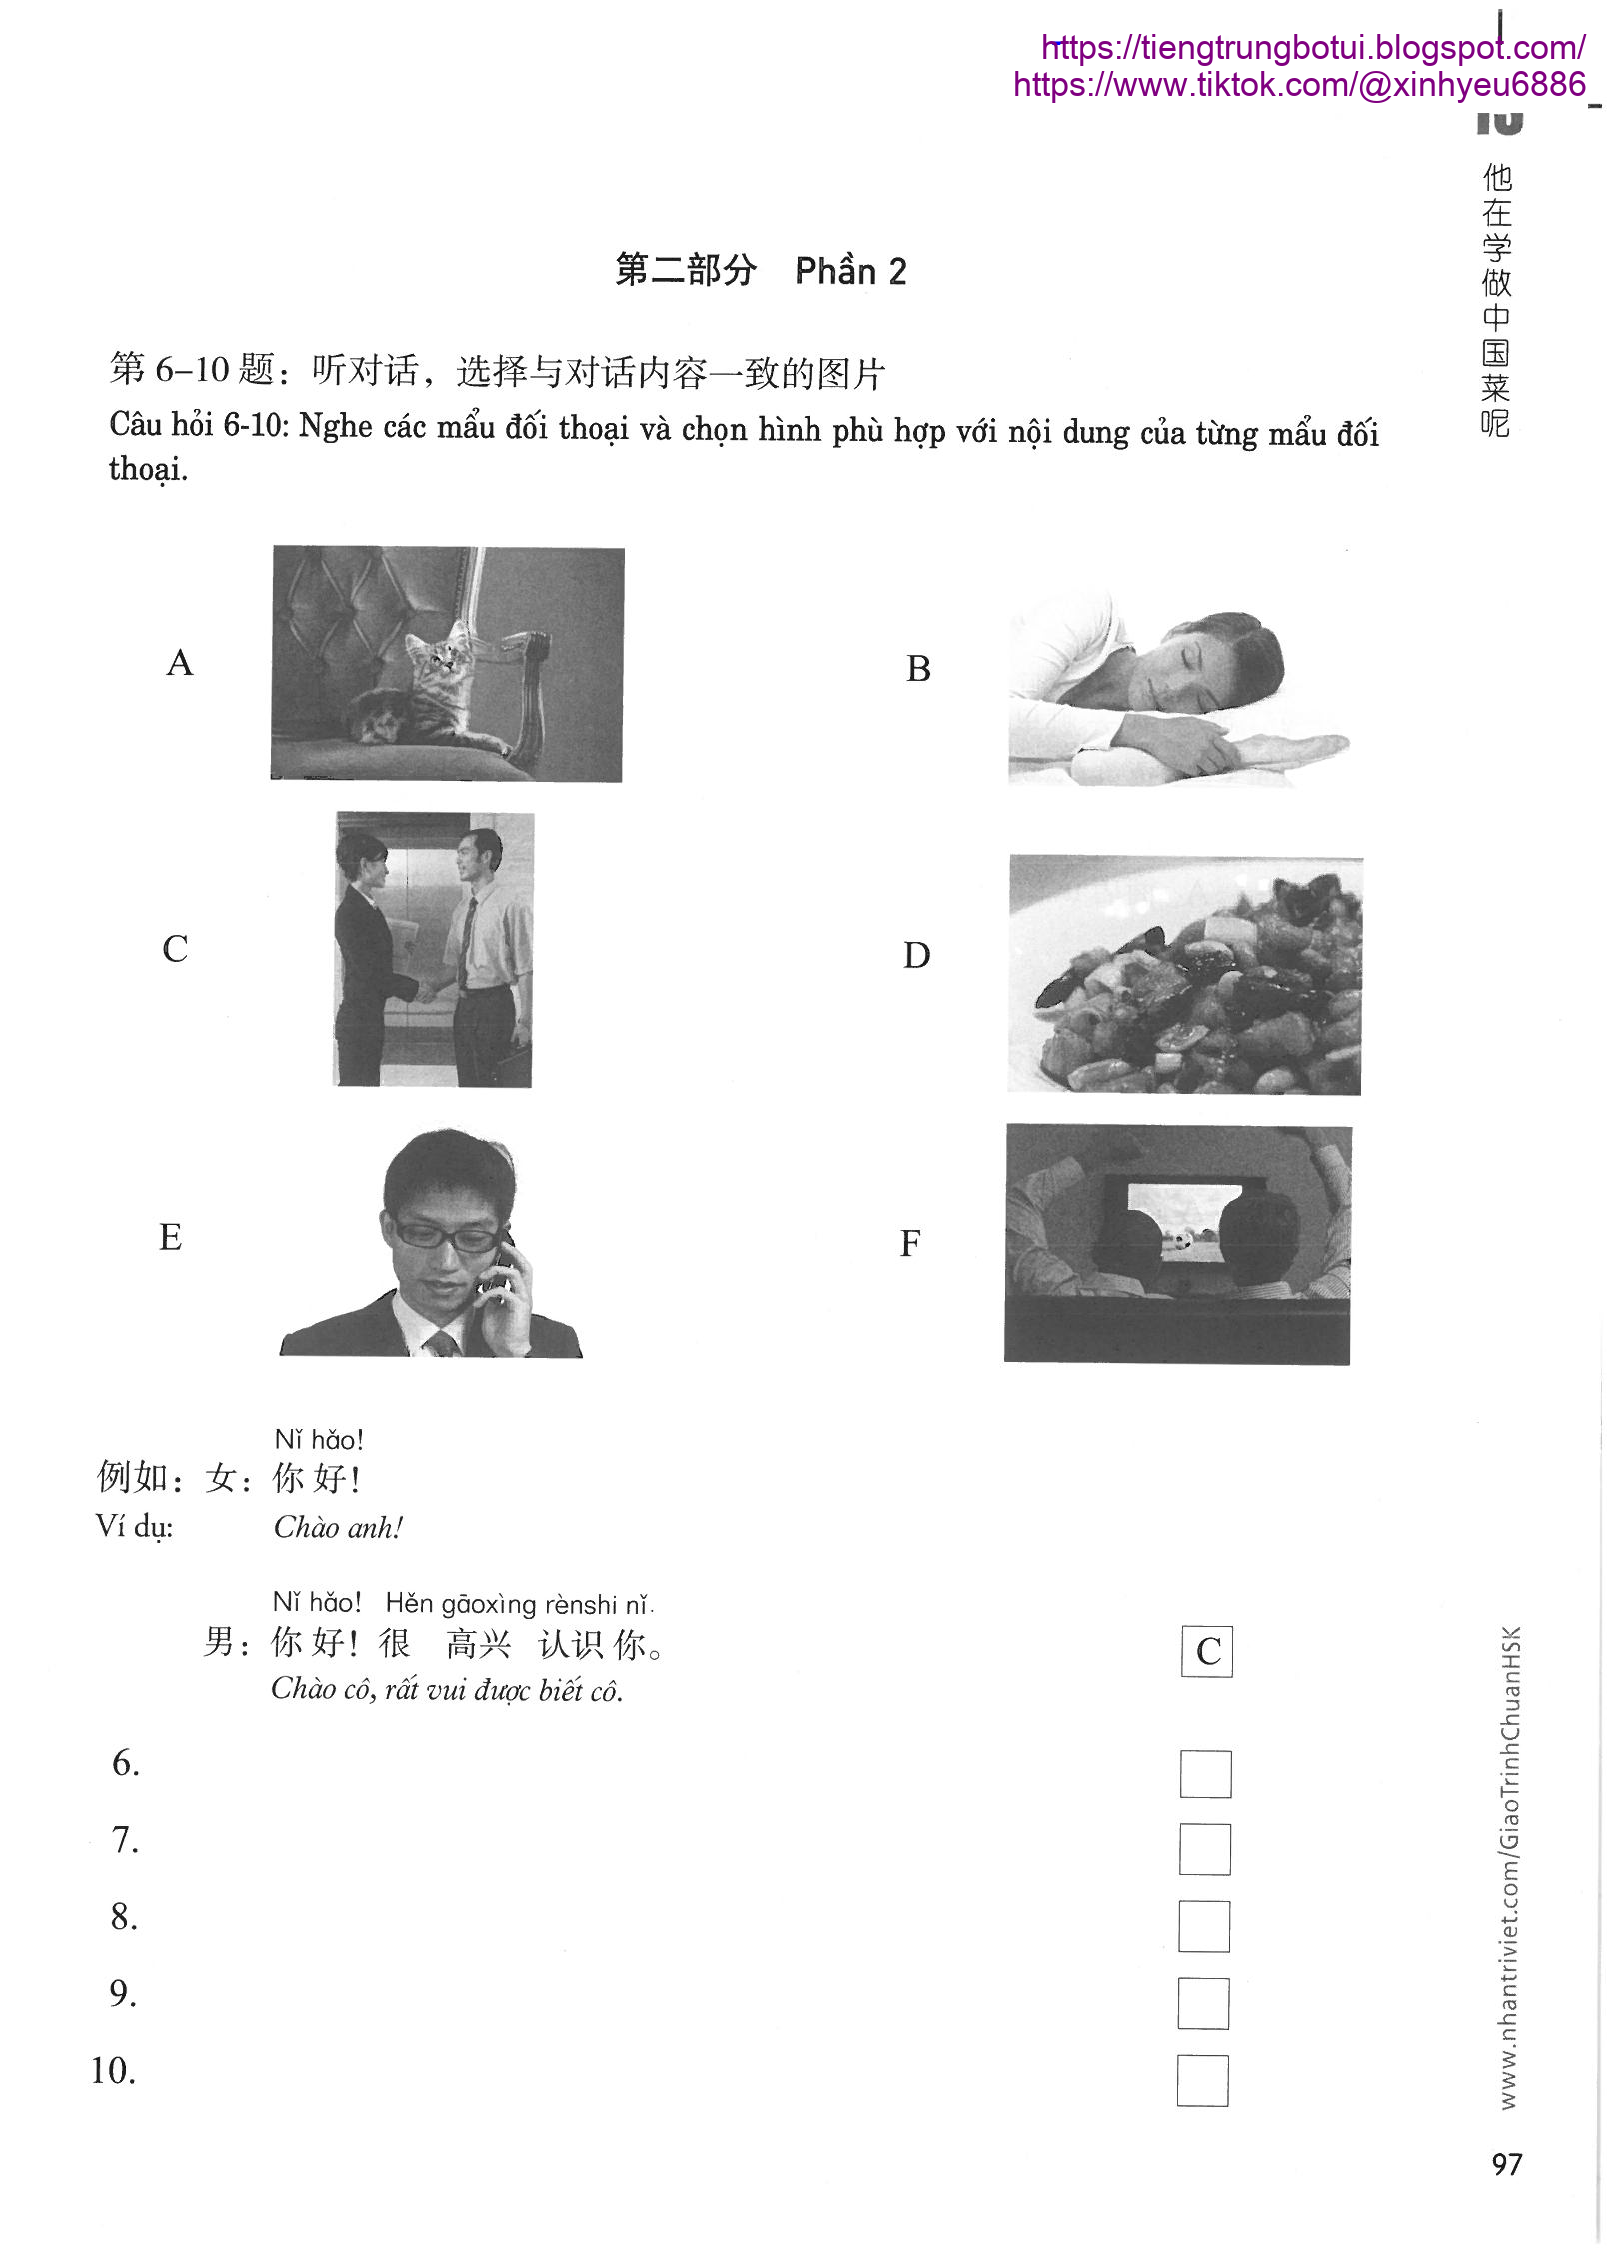 https://tiengtrungbotui.blogspot.com/
https://www.tiktok.com/@xinhyeu6886
他在学做中国菜呢
第二部分 Phần 2
第 6–10 题：听对话，选择与对话内容一致的图片
Câu hỏi 6-10: Nghe các mẩu đối thoại và chọn hình phù hợp với nội dung của từng mẩu đối
thoại.
A
B
C
D
E
F
Nǐ hǎo!
例如：女：你好！
Ví dụ: Chào anh!
Nǐ hǎo! Hěn gāoxìng rènshi nǐ.
男：你好！很 高兴 认识你。
C
Chào cô, rất vui được biết cô.
6.
7.
8.
9.
10.
www.nhantriviet.com/GiaoTrinhChuanHSK
97